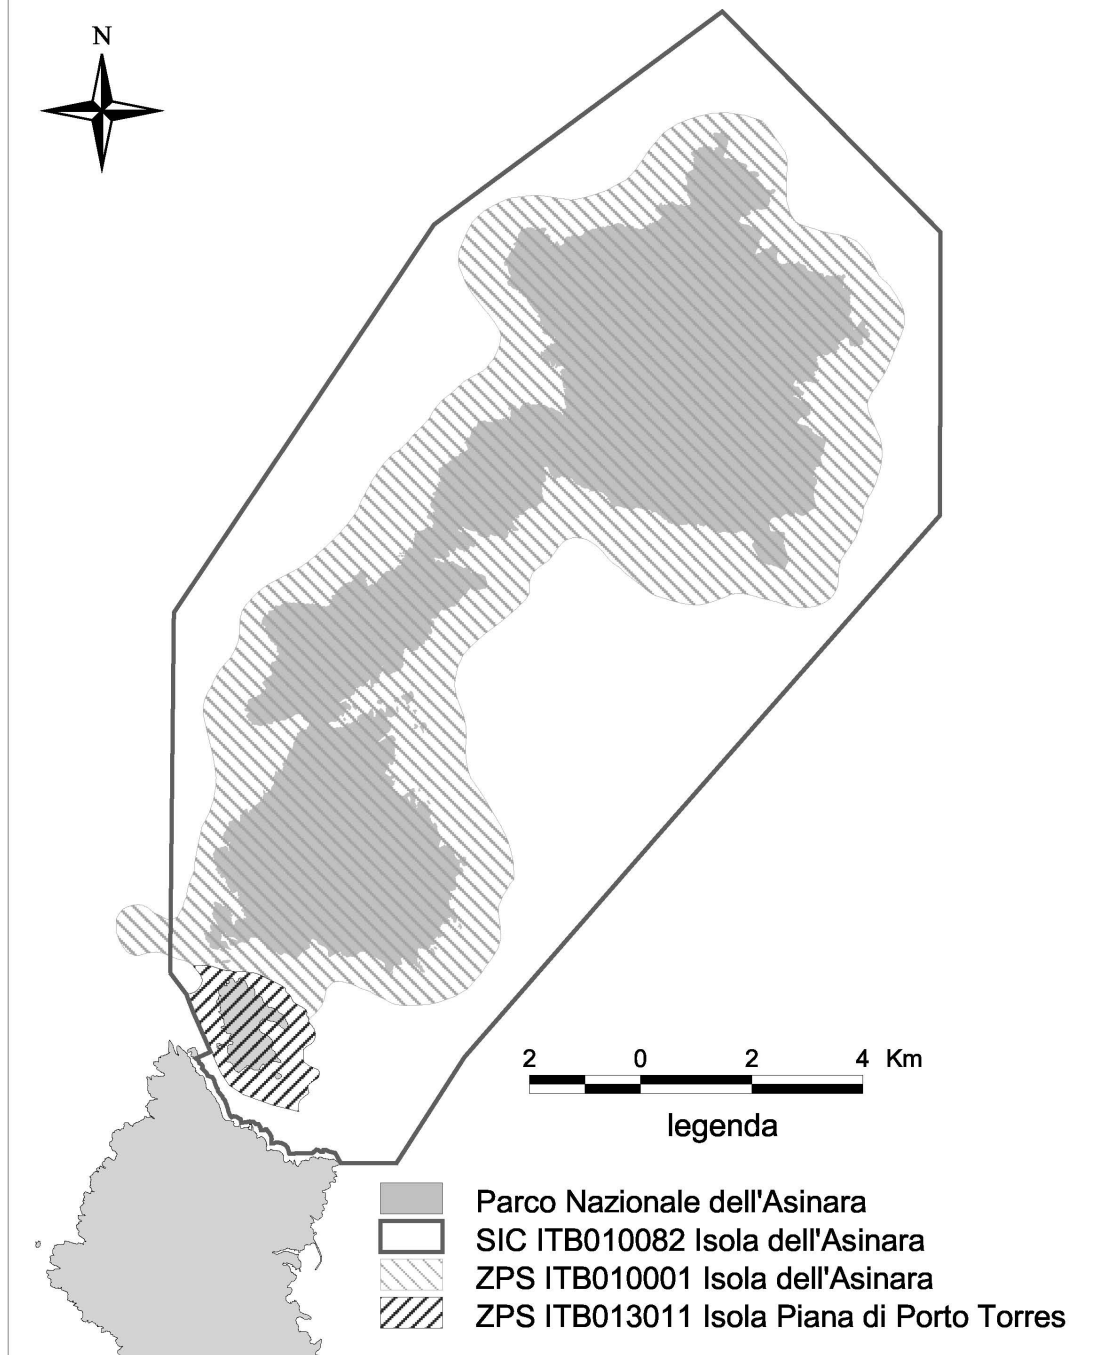 N
2 0 2 4 Km
legenda
Parco Nazionale dell'Asinara
SIC ITB010082 Isola dell'Asinara
ZPS ITB010001 Isola dell'Asinara
ZPS ITB013011 Isola Piana di Porto Torres